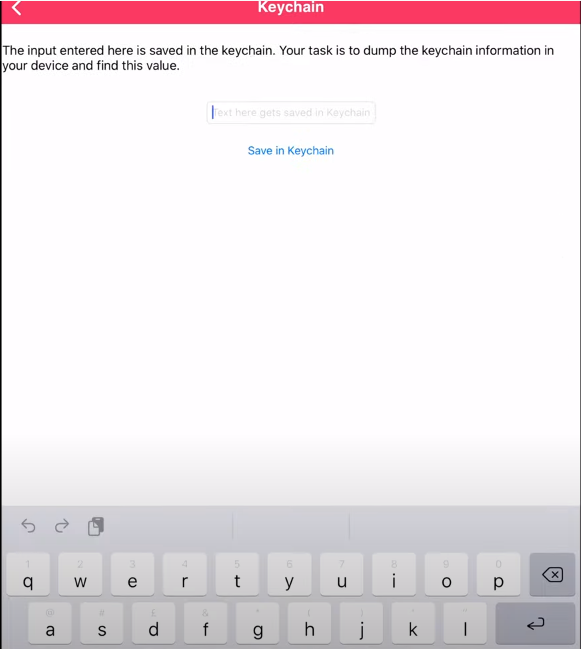 Keychain
The input entered here is saved in the keychain. Your task is to dump the keychain information in
your device and find this value.
Text here gets saved in Keychain
Save in Keychain
1 2 3 4 5 6 7 8 9 0
q w e r t y u i o p
a s d f g h j k l